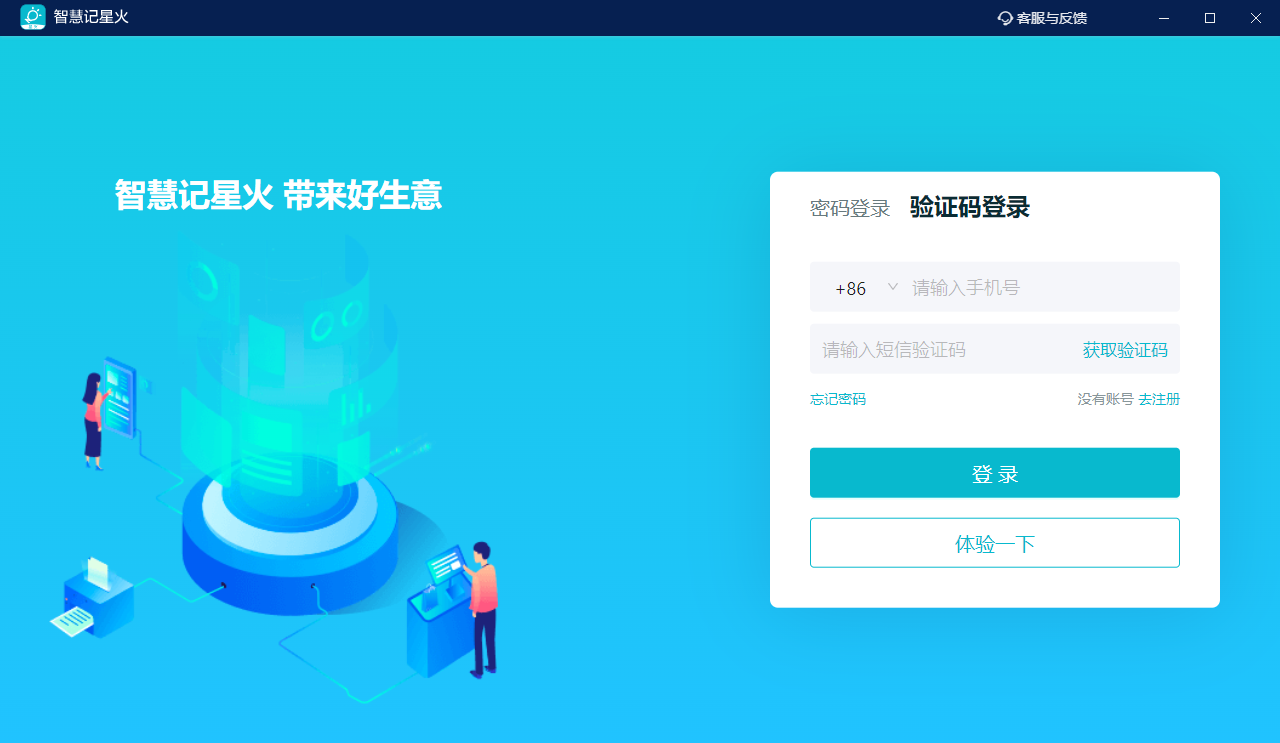 智慧记星火
客服与反馈
智慧记星火 带来好生意
密码登录 验证码登录
+86 请输入手机号
请输入短信验证码 获取验证码
忘记密码 没有账号 去注册
登 录
体验一下